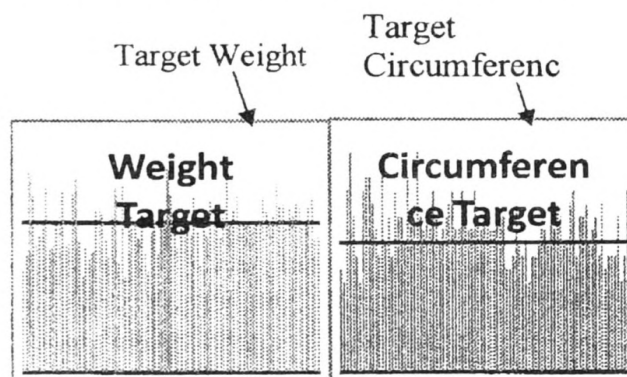 Target Weight
Target
Circumferenc
Weight
Target
Circumferen
ce Target